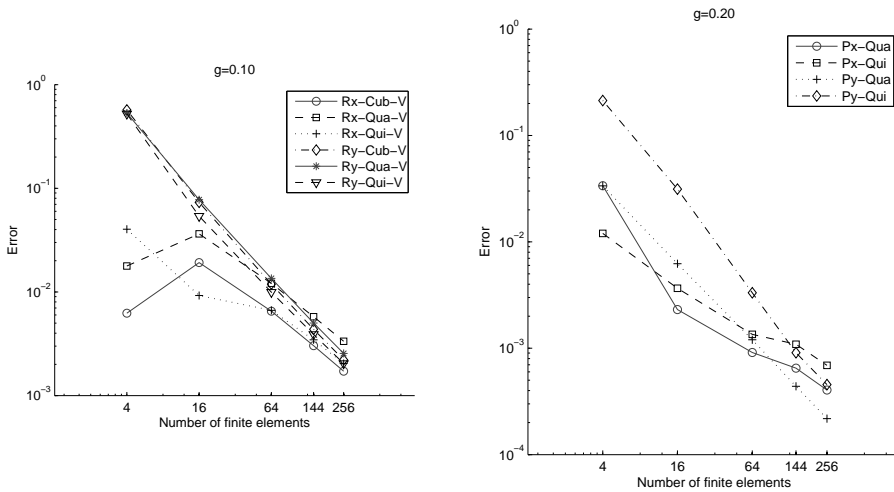 g=0.10
10^0
10^-1
10^-2
10^-3
Error
4
16
64
144
256
Number of finite elements
Rx-Cub-V
Rx-Qua-V
Rx-Qui-V
Ry-Cub-V
Ry-Qua-V
Ry-Qui-V
g=0.20
10^0
10^-1
10^-2
10^-3
10^-4
Error
4
16
64
144
256
Number of finite elements
Px-Qua
Px-Qui
Py-Qua
Py-Qui